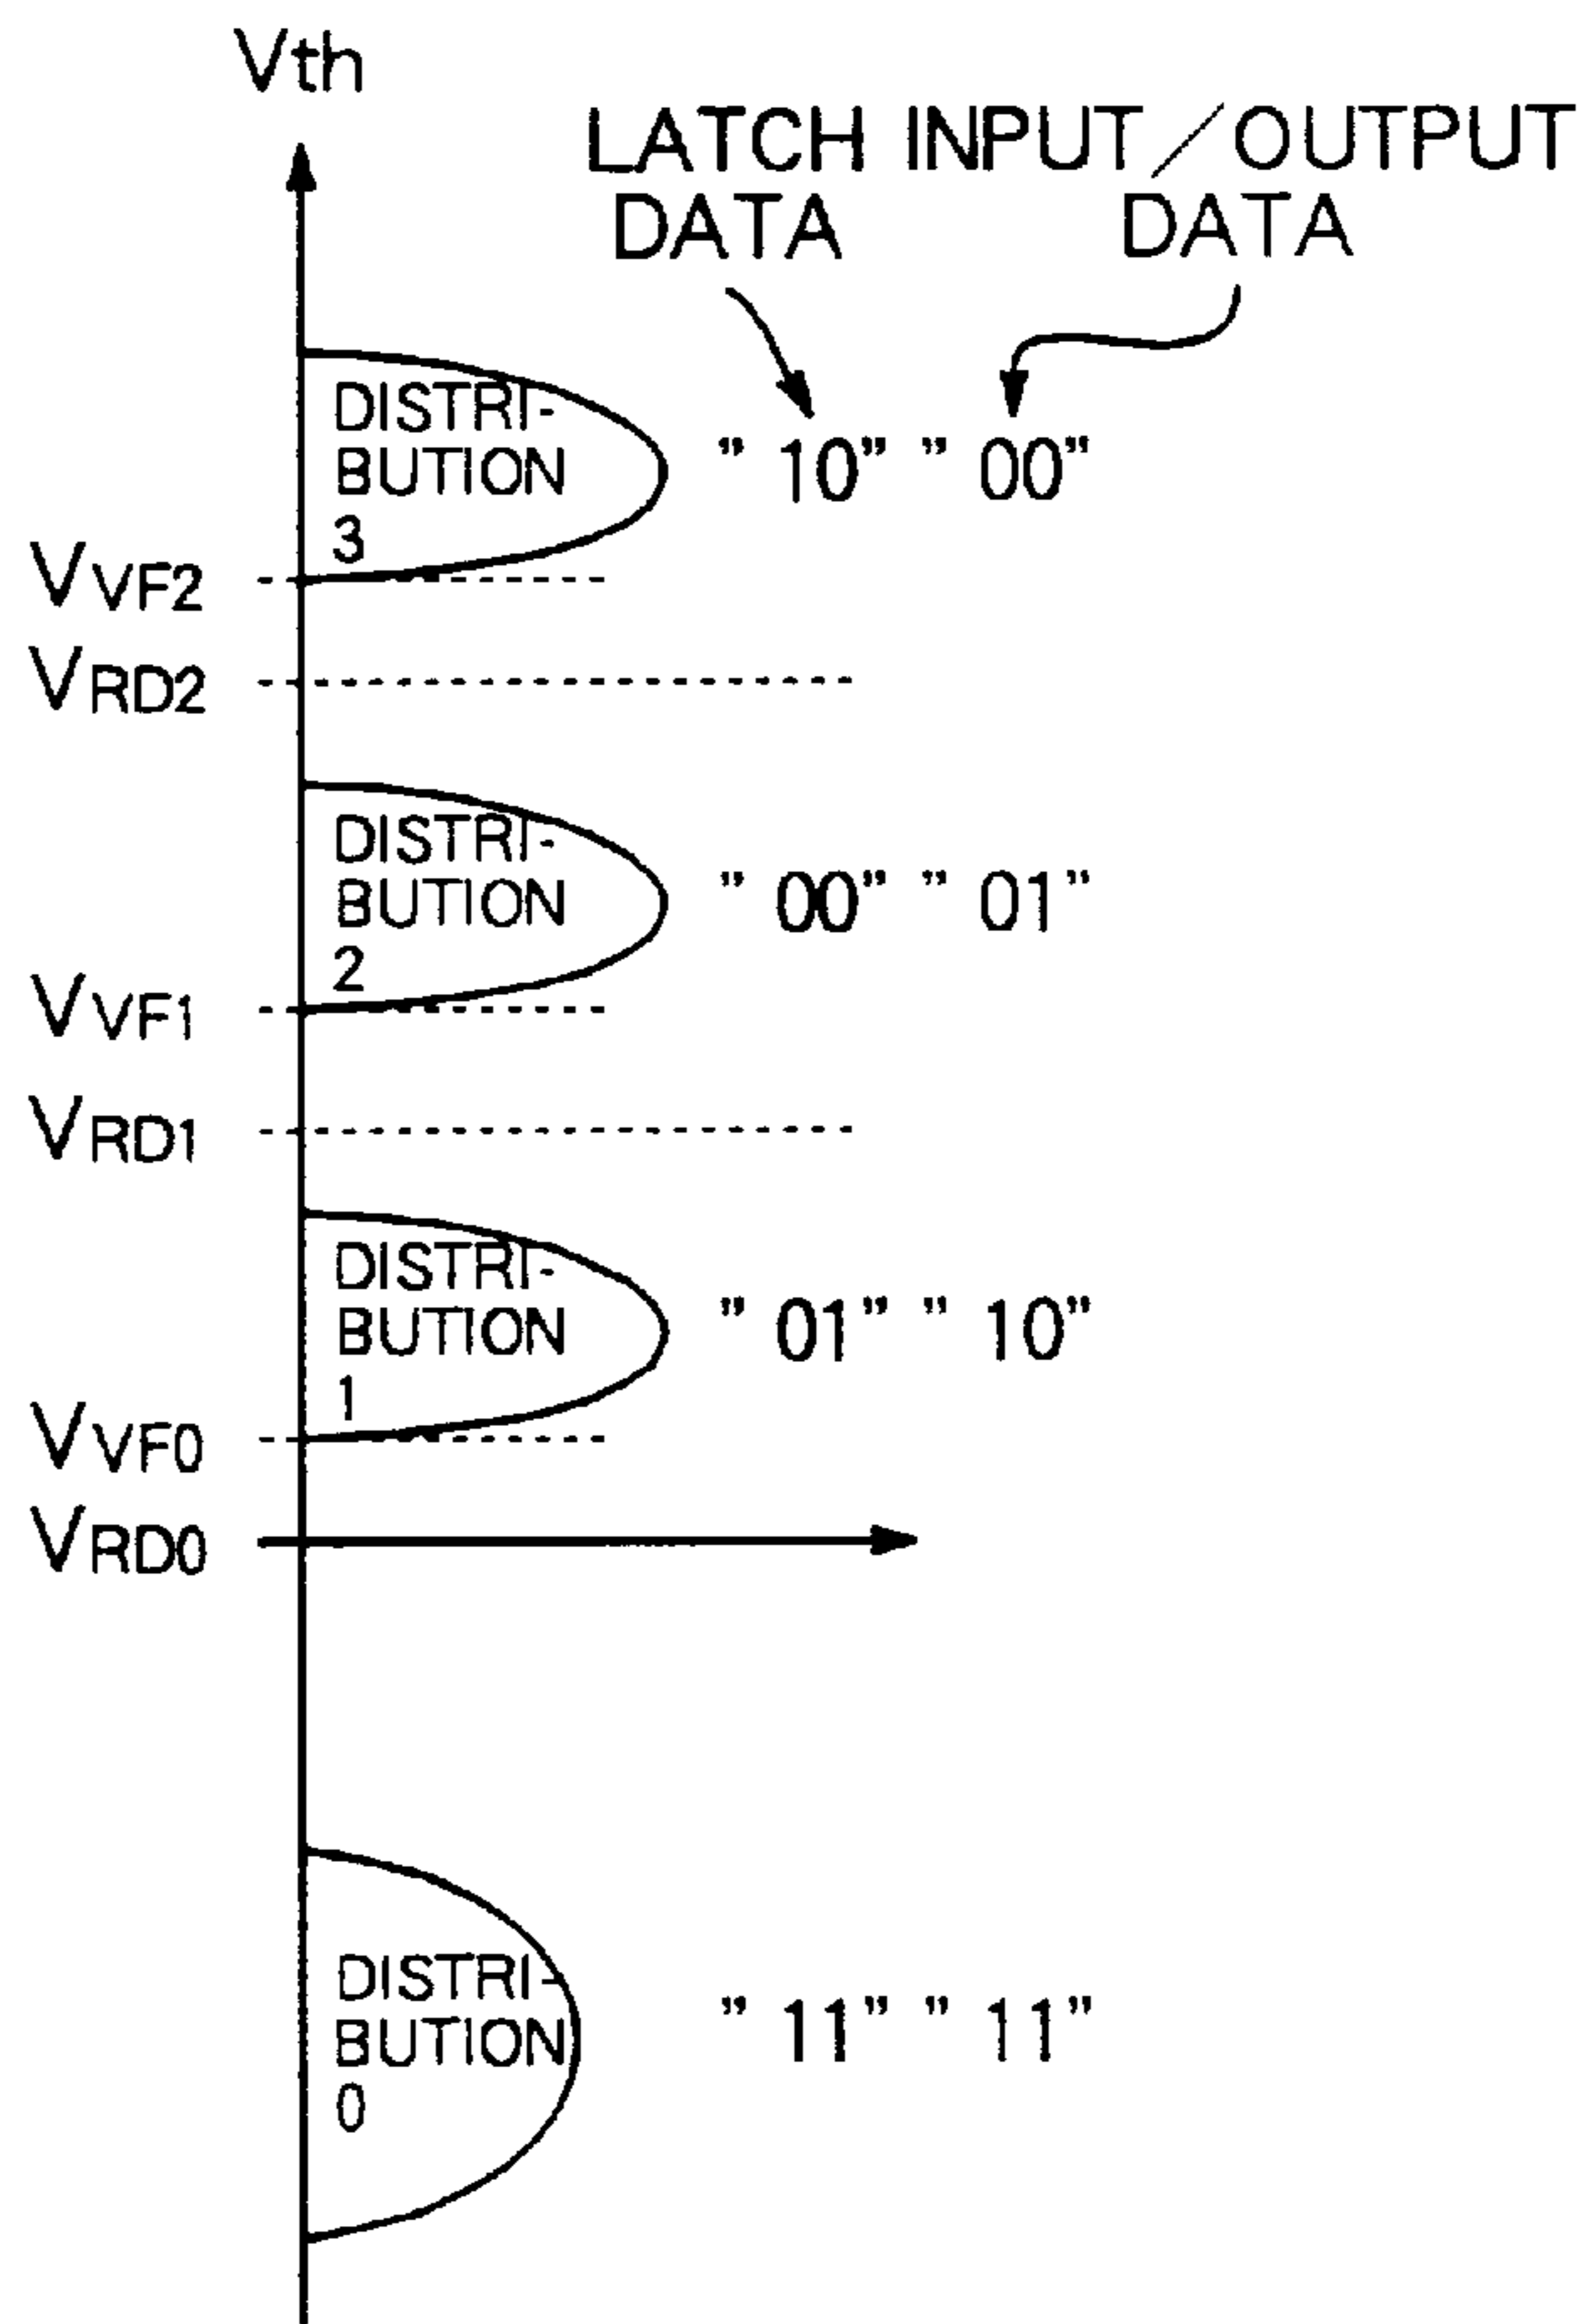 Vth
LATCH INPUT/OUTPUT
DATA DATA
DISTRI-
BUTION
3
" 10" " 00"
VVF2
VRD2
DISTRI-
BUTION
2
" 00" " 01"
VVF1
VRD1
DISTRI-
BUTION
1
" 01" " 10"
VVF0
VRD0
DISTRI-
BUTION
0
" 11" " 11"